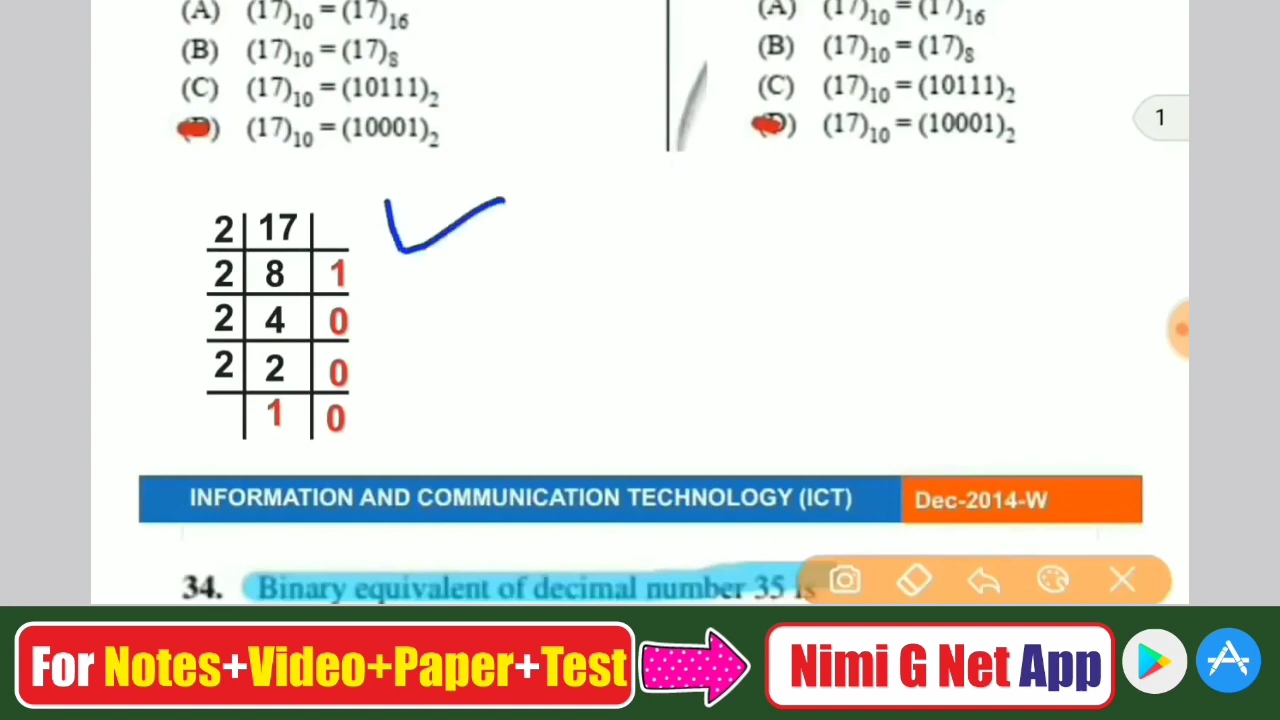 (A) (17)₁₀ = (17)₁₆
(B) (17)₁₀ = (17)₈
(C) (17)₁₀ = (10111)₂
) (17)₁₀ = (10001)₂
(A) (17)₁₀ = (17)₁₆
(B) (17)₁₀ = (17)₈
(C) (17)₁₀ = (10111)₂
D) (17)₁₀ = (10001)₂
1
2 17
2 8 1
2 4 0
2 2 0
1 0
INFORMATION AND COMMUNICATION TECHNOLOGY (ICT) Dec-2014-W
34. Binary equivalent of decimal number 35 is
For Notes+Video+Paper+Test
Nimi G Net App